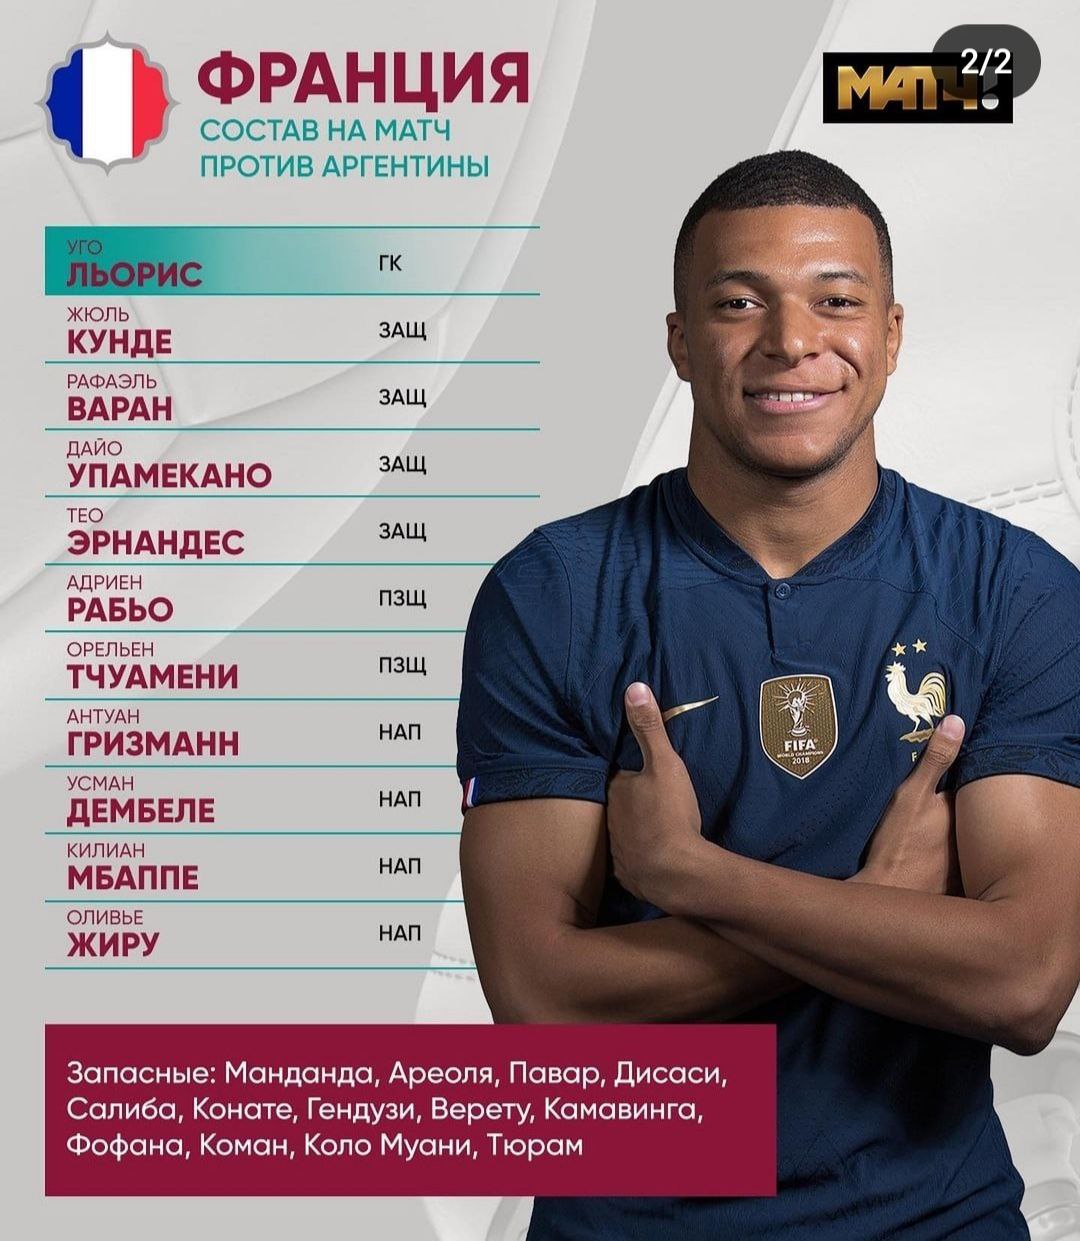 ФРАНЦИЯ
СОСТАВ НА МАТЧ
ПРОТИВ АРГЕНТИНЫ
МАТЧ!
2/2
УГО
ЛЬОРИС ГК
ЖЮЛЬ
КУНДЕ ЗАЩ
РАФАЭЛЬ
ВАРАН ЗАЩ
ДАЙО
УПАМЕКАНО ЗАЩ
ТЕО
ЭРНАНДЕС ЗАЩ
АДРИЕН
РАБЬО ПЗЩ
ОРЕЛЬЕН
ТЧУАМЕНИ ПЗЩ
АНТУАН
ГРИЗМАНН НАП
УСМАН
ДЕМБЕЛЕ НАП
КИЛИАН
МБАППЕ НАП
ОЛИВЬЕ
ЖИРУ НАП
FIFA
WORLD CHAMPIONS
2018
F
Запасные: Манданда, Ареоля, Павар, Дисаси,
Салиба, Конате, Гендузи, Верету, Камавинга,
Фофана, Коман, Коло Муани, Тюрам